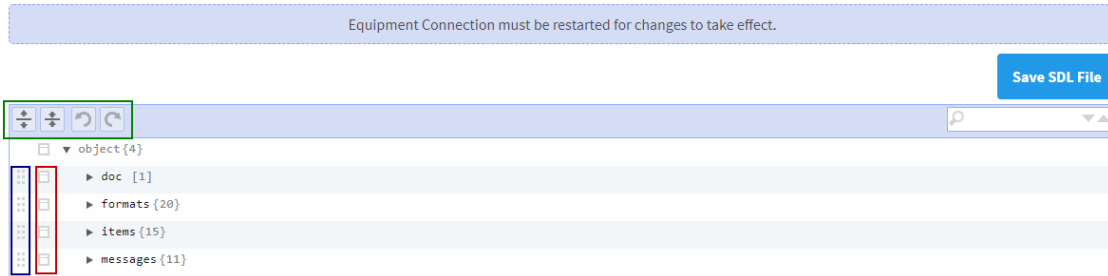 Equipment Connection must be restarted for changes to take effect.
Save SDL File
object{4}
doc [1]
formats{20}
items{15}
messages{11}